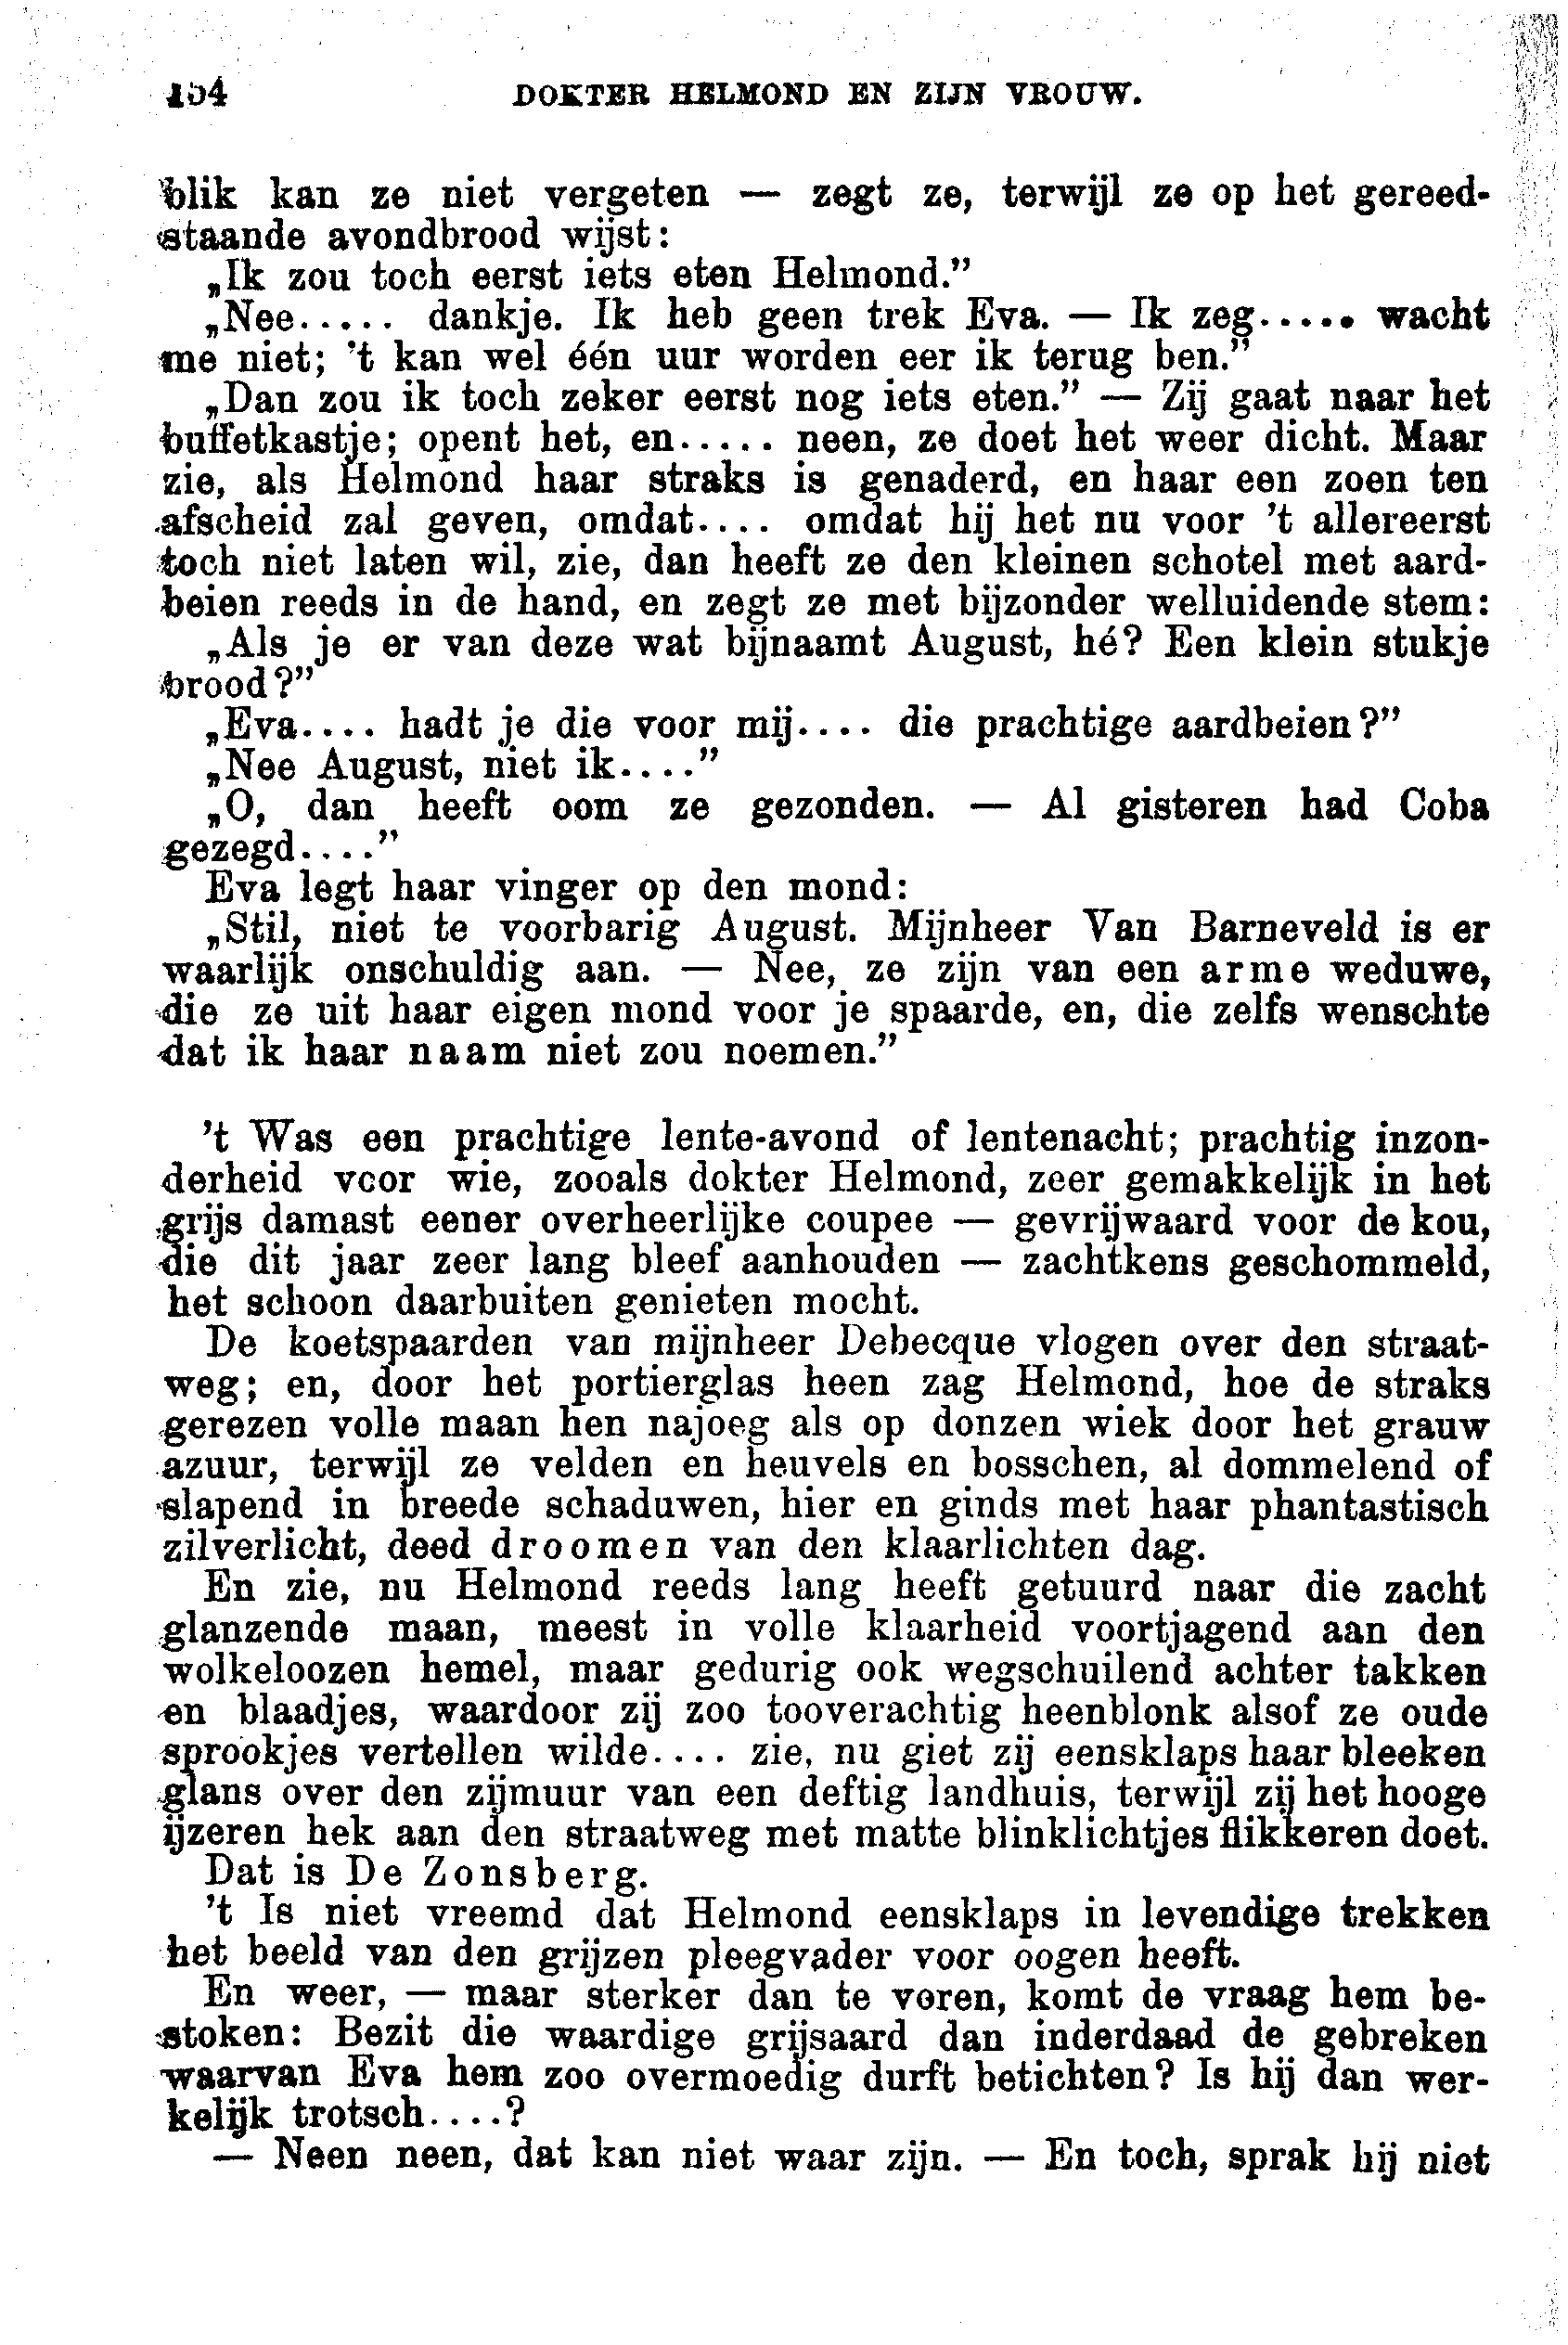 154 DOKTER HELMOND EN ZIJN VROUW.
blik kan ze niet vergeten — zegt ze, terwijl ze op het gereed-
staande avondbrood wijst:
„Ik zou toch eerst iets eten Helmond.”
„Nee..... dankje. Ik heb geen trek Eva. — Ik zeg..... wacht
me niet; 't kan wel één uur worden eer ik terug ben.”
„Dan zou ik toch zeker eerst nog iets eten.” — Zij gaat naar het
buffetkastje; opent het, en..... neen, ze doet het weer dicht. Maar
zie, als Helmond haar straks is genaderd, en haar een zoen ten
afscheid zal geven, omdat.... omdat hij het nu voor 't allereerst
toch niet laten wil, zie, dan heeft ze den kleinen schotel met aard-
beien reeds in de hand, en zegt ze met bijzonder welluidende stem:
„Als je er van deze wat bijnaamt August, hé? Een klein stukje
brood?”
„Eva.... hadt je die voor mij.... die prachtige aardbeien?”
„Nee August, niet ik....”
„O, dan heeft oom ze gezonden. — Al gisteren had Coba
gezegd....”
Eva legt haar vinger op den mond:
„Stil, niet te voorbarig August. Mijnheer Van Barneveld is er
waarlijk onschuldig aan. — Nee, ze zijn van een arme weduwe,
die ze uit haar eigen mond voor je spaarde, en, die zelfs wenschte
dat ik haar naam niet zou noemen.”
't Was een prachtige lente-avond of lentenacht; prachtig inzon-
derheid vcor wie, zooals dokter Helmond, zeer gemakkelijk in het
grijs damast eener overheerlijke coupee — gevrijwaard voor de kou,
die dit jaar zeer lang bleef aanhouden — zachtkens geschommeld,
het schoon daarbuiten genieten mocht.
De koetspaarden van mijnheer Debecque vlogen over den straat-
weg; en, door het portierglas heen zag Helmond, hoe de straks
gerezen volle maan hen najoeg als op donzen wiek door het grauw
azuur, terwijl ze velden en heuvels en bosschen, al dommelend of
slapend in breede schaduwen, hier en ginds met haar phantastisch
zilverlicht, deed droomen van den klaarlichten dag.
En zie, nu Helmond reeds lang heeft getuurd naar die zacht
glanzende maan, meest in volle klaarheid voortjagend aan den
wolkeloozen hemel, maar gedurig ook wegschuilend achter takken
en blaadjes, waardoor zij zoo tooverachtig heenblonk alsof ze oude
sprookjes vertellen wilde.... zie, nu giet zij eensklaps haar bleeken
glans over den zijmuur van een deftig landhuis, terwijl zij het hooge
ijzeren hek aan den straatweg met matte blinklichtjes flikkeren doet.
Dat is De Zonsberg.
't Is niet vreemd dat Helmond eensklaps in levendige trekken
het beeld van den grijzen pleegvader voor oogen heeft.
En weer, — maar sterker dan te voren, komt de vraag hem be-
stoken: Bezit die waardige grijsaard dan inderdaad de gebreken
waarvan Eva hem zoo overmoedig durft betichten? Is hij dan wer-
kelijk trotsch....?
— Neen neen, dat kan niet waar zijn. — En toch, sprak hij niet